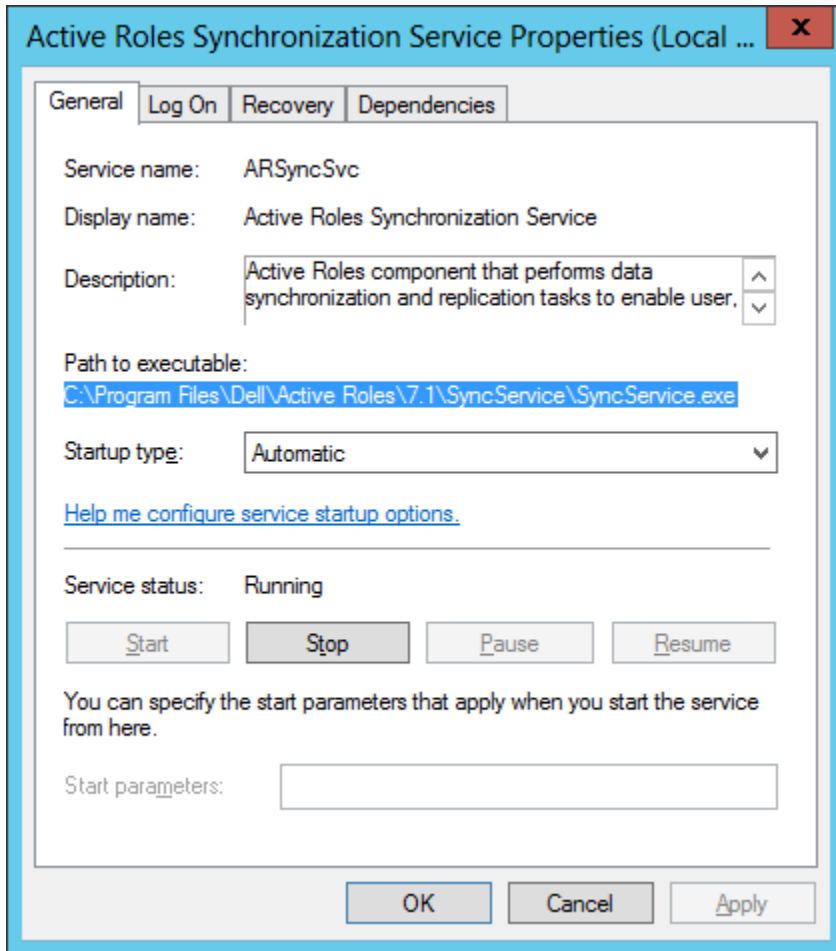 Active Roles Synchronization Service Properties (Local ...
x
General Log On Recovery Dependencies
Service name: ARSyncSvc
Display name: Active Roles Synchronization Service
Description: Active Roles component that performs data
synchronization and replication tasks to enable user,
Path to executable:
C:\Program Files\Dell\Active Roles\7.1\SyncService\SyncService.exe
Startup type: Automatic
Help me configure service startup options.
Service status: Running
Start Stop Pause Resume
You can specify the start parameters that apply when you start the service
from here.
Start parameters:
OK Cancel Apply